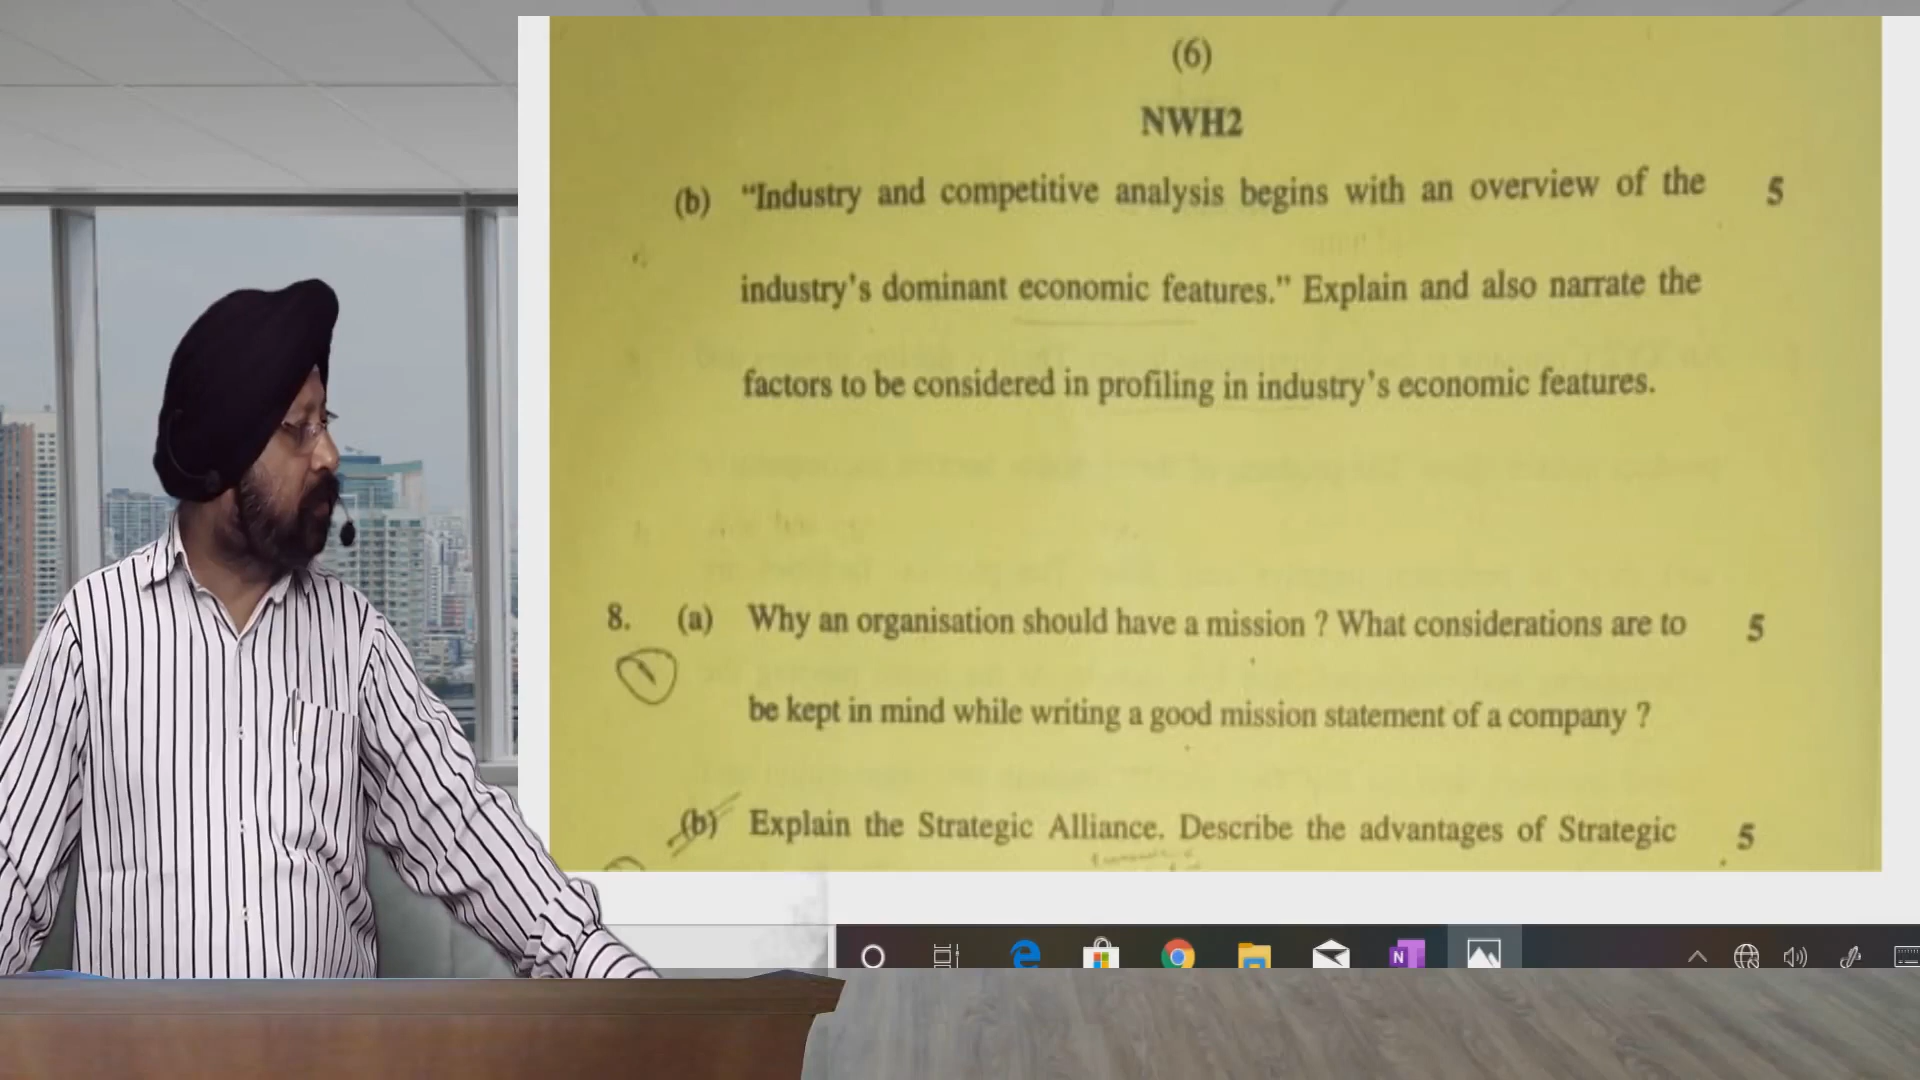 (6)
NWH2
(b) “Industry and competitive analysis begins with an overview of the 5
industry’s dominant economic features.” Explain and also narrate the
factors to be considered in profiling in industry’s economic features.
8. (a) Why an organisation should have a mission ? What considerations are to 5
be kept in mind while writing a good mission statement of a company ?
(b) Explain the Strategic Alliance. Describe the advantages of Strategic 5
N